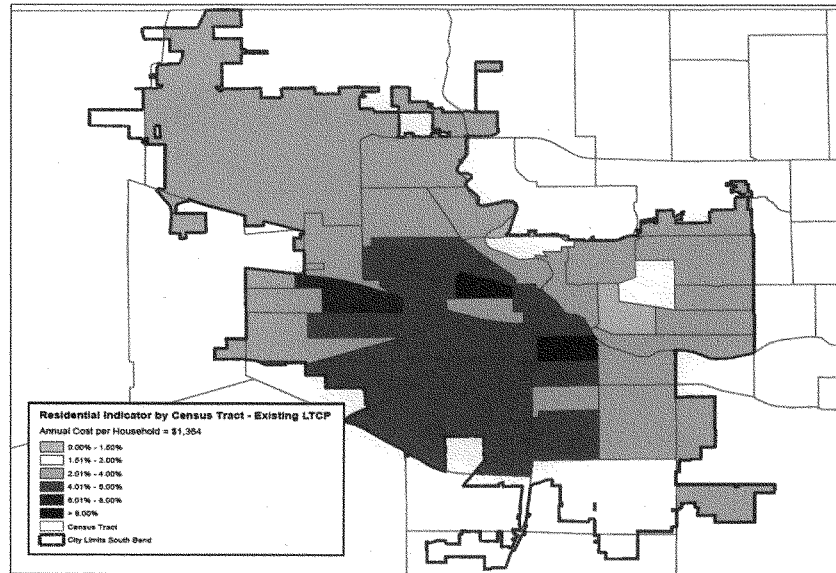 Residential Indicator by Census Tract - Existing LTCP
Annual Cost per Household = $1,364
0.00% - 1.50%
1.51% - 2.00%
2.01% - 4.00%
4.01% - 6.00%
6.01% - 8.00%
> 8.00%
Census Tract
City Limits South Bend